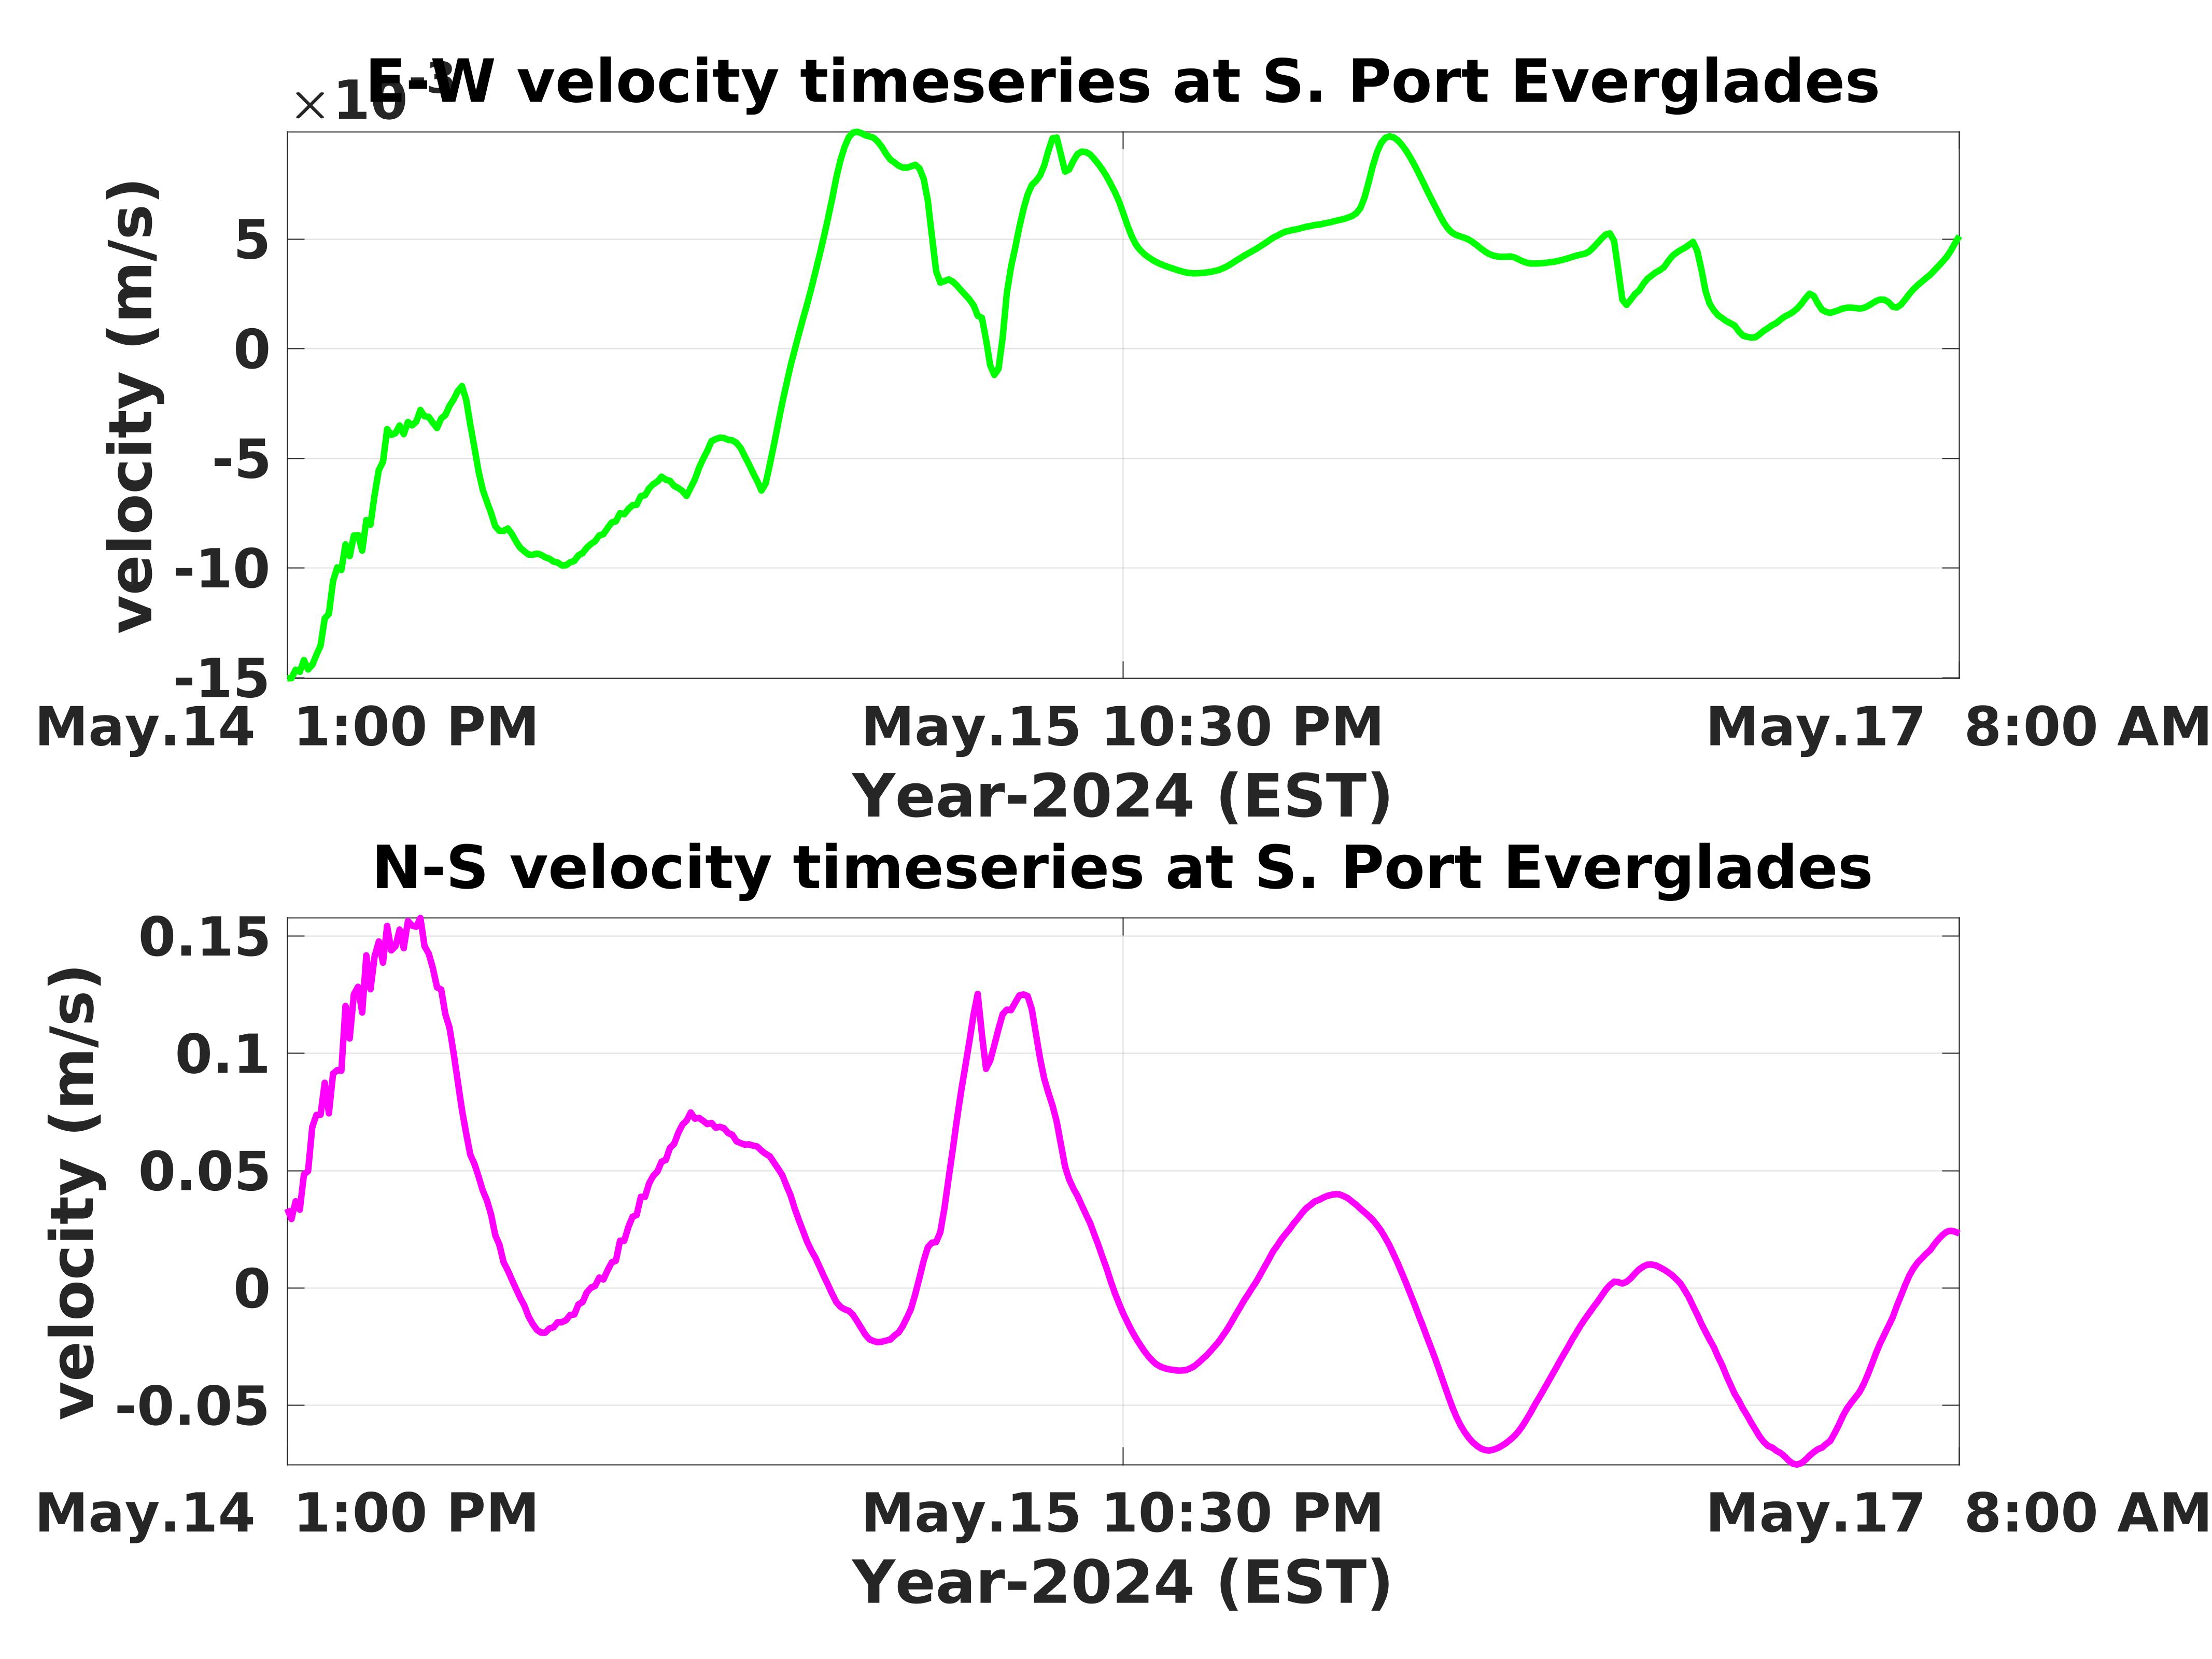 E-W velocity timeseries at S. Port Everglades
×10-3
velocity (m/s)
5
0
-5
-10
-15
May.14 1:00 PM May.15 10:30 PM May.17 8:00 AM
Year-2024 (EST)
N-S velocity timeseries at S. Port Everglades
velocity (m/s)
0.15
0.1
0.05
0
-0.05
May.14 1:00 PM May.15 10:30 PM May.17 8:00 AM
Year-2024 (EST)